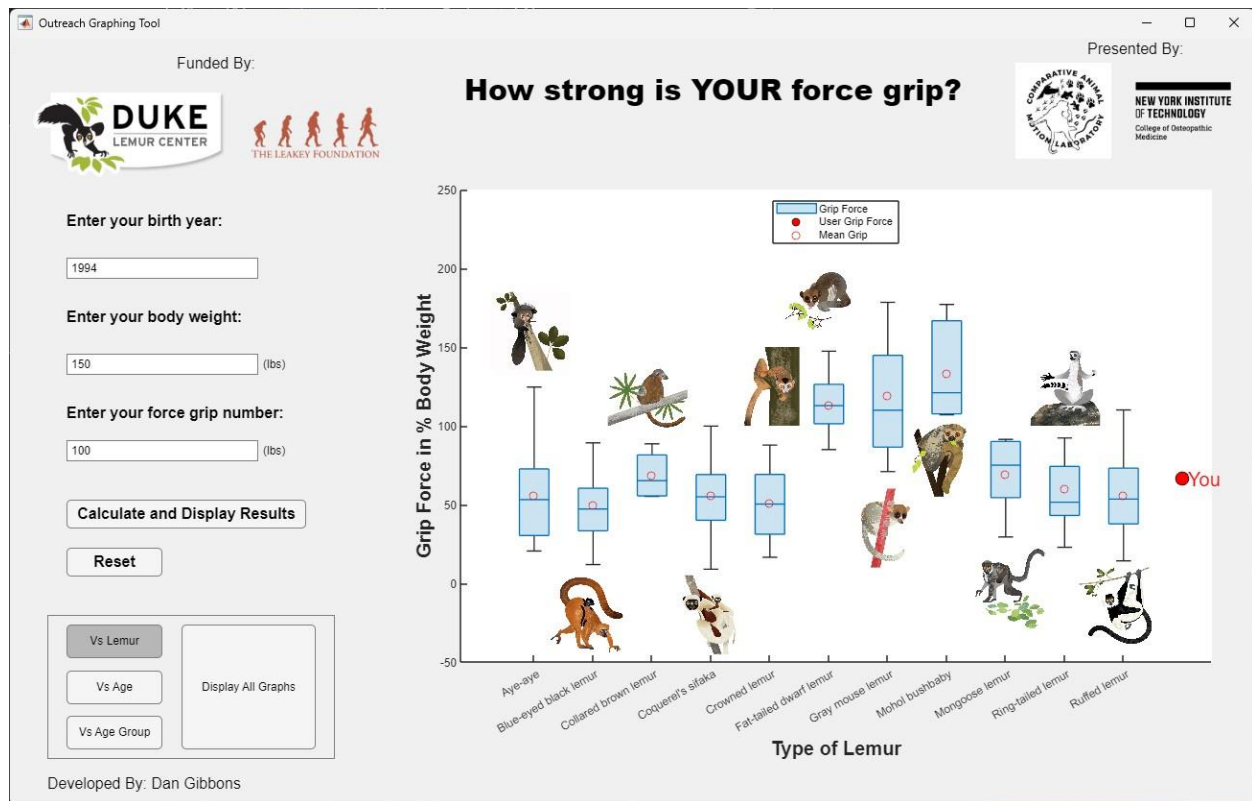 Outreach Graphing Tool
Funded By:
DUKE
LEMUR CENTER
THE LEAKEY FOUNDATION
How strong is YOUR force grip?
Presented By:
COMPARATIVE ANIMAL
MOTION LABORATORY
NEW YORK INSTITUTE
OF TECHNOLOGY
College of Osteopathic
Medicine
Enter your birth year:
1994
Enter your body weight:
150 (lbs)
Enter your force grip number:
100 (lbs)
Calculate and Display Results
Reset
Vs Lemur
Vs Age
Vs Age Group
Display All Graphs
Developed By: Dan Gibbons
Grip Force in % Body Weight
250
200
150
100
50
0
-50
Grip Force
User Grip Force
Mean Grip
You
Aye-aye
Blue-eyed black lemur
Collared brown lemur
Coquerel's sifaka
Crowned lemur
Fat-tailed dwarf lemur
Gray mouse lemur
Mohol bushbaby
Mongoose lemur
Ring-tailed lemur
Ruffed lemur
Type of Lemur